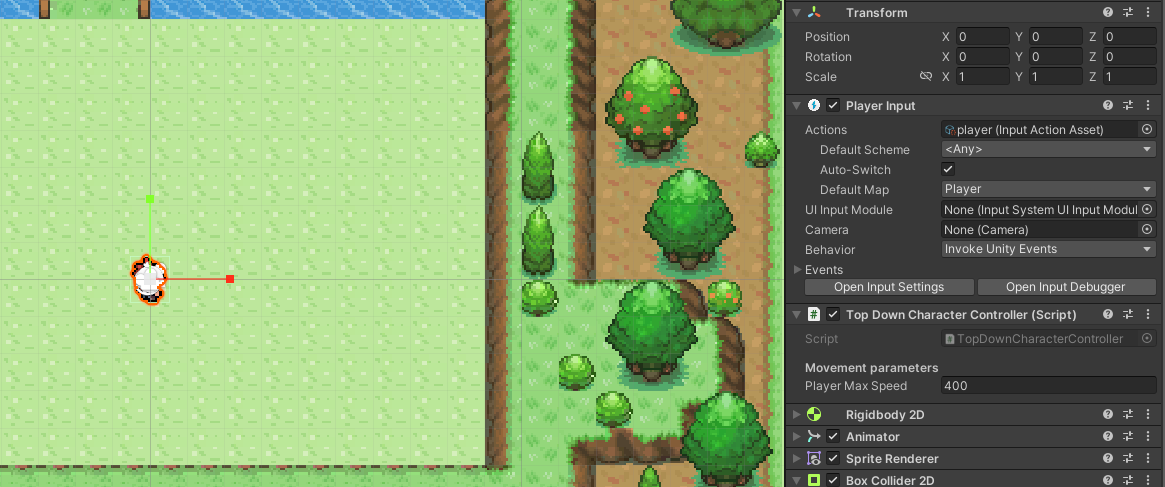 Transform
Position X 0 Y 0 Z 0
Rotation X 0 Y 0 Z 0
Scale X 1 Y 1 Z 1
Player Input
Actions player (Input Action Asset)
Default Scheme <Any>
Auto-Switch
Default Map Player
UI Input Module None (Input System UI Input Modul
Camera None (Camera)
Behavior Invoke Unity Events
Events
Open Input Settings Open Input Debugger
# Top Down Character Controller (Script)
Script # TopDownCharacterController
Movement parameters
Player Max Speed 400
Rigidbody 2D
Animator
Sprite Renderer
Box Collider 2D